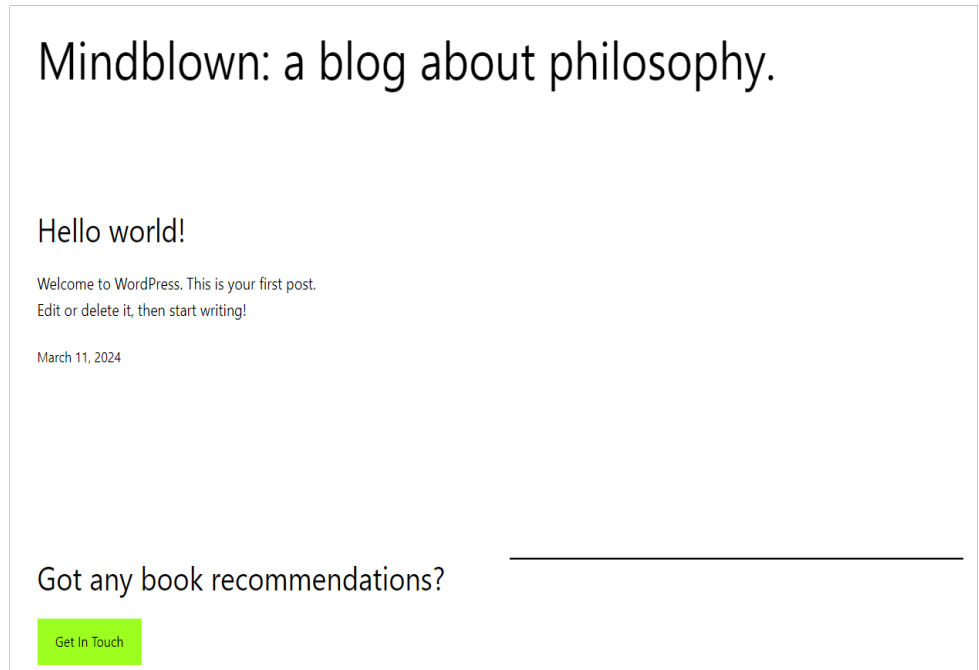 Mindblown: a blog about philosophy.
Hello world!
Welcome to WordPress. This is your first post.
Edit or delete it, then start writing!
March 11, 2024
Got any book recommendations?
Get In Touch